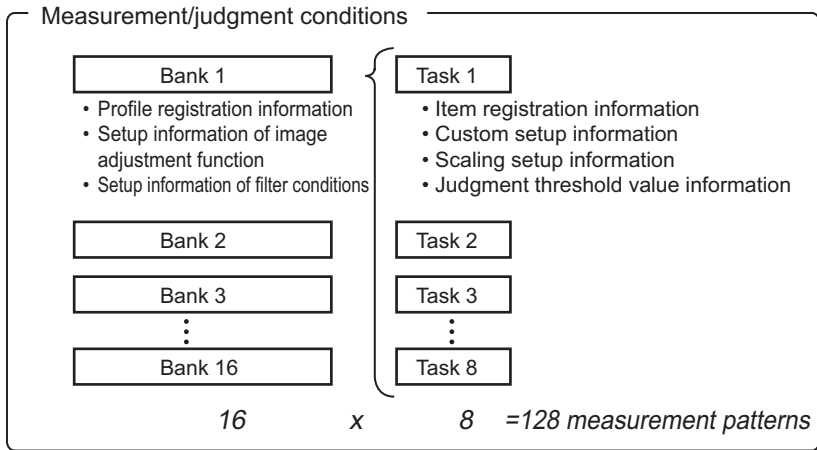 Measurement/judgment conditions
Bank 1
• Profile registration information
• Setup information of image
adjustment function
• Setup information of filter conditions
Bank 2
Bank 3
Bank 16
Task 1
• Item registration information
• Custom setup information
• Scaling setup information
• Judgment threshold value information
Task 2
Task 3
Task 8
16 x 8 =128 measurement patterns